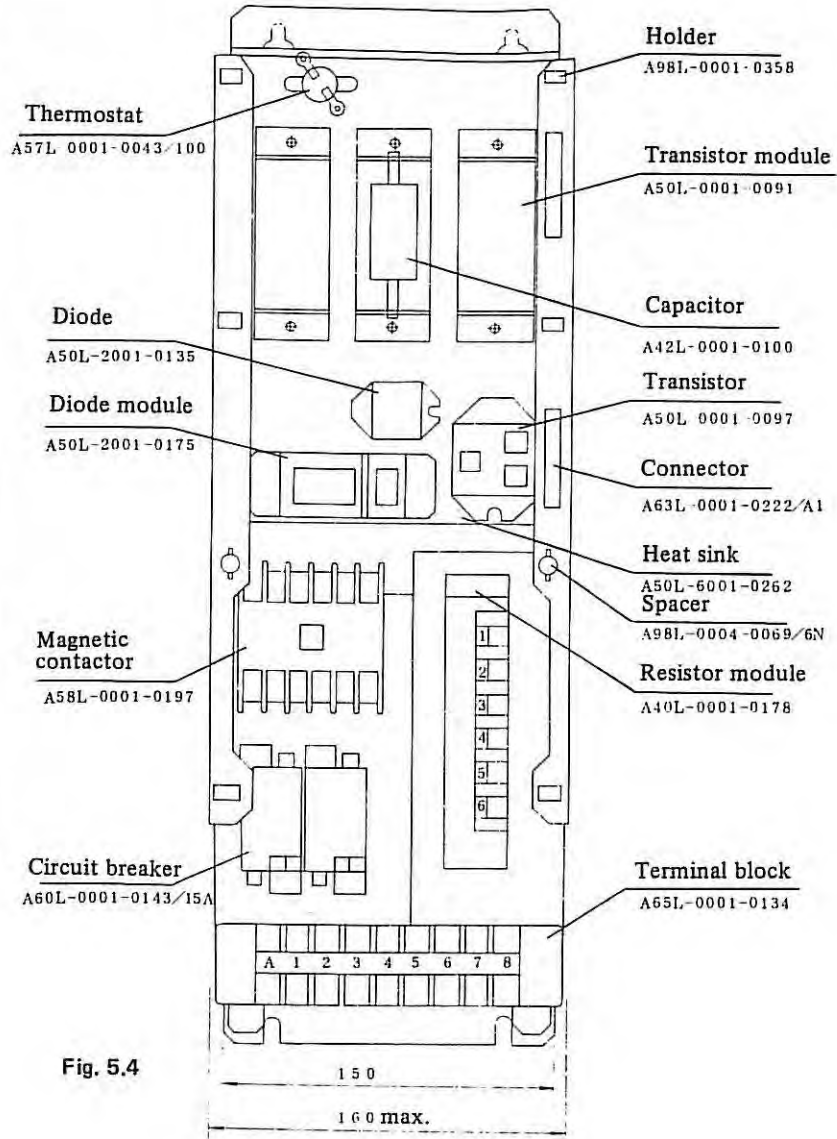 Holder
A98L-0001-0358
Thermostat
A57L 0001-0043/100
Transistor module
A50L-0001-0091
Diode
A50L-2001-0135
Capacitor
A42L-0001-0100
Diode module
A50L-2001-0175
Transistor
A50L 0001-0097
Connector
A63L-0001-0222/A1
Heat sink
A50L-6001-0262
Spacer
A98L-0004-0069/6N
Magnetic
contactor
A58L-0001-0197
Resistor module
A40L-0001-0178
1
2
3
4
5
6
Circuit breaker
A60L-0001-0143/15A
Terminal block
A65L-0001-0134
A 1 2 3 4 5 6 7 8
Fig. 5.4
150
160 max.